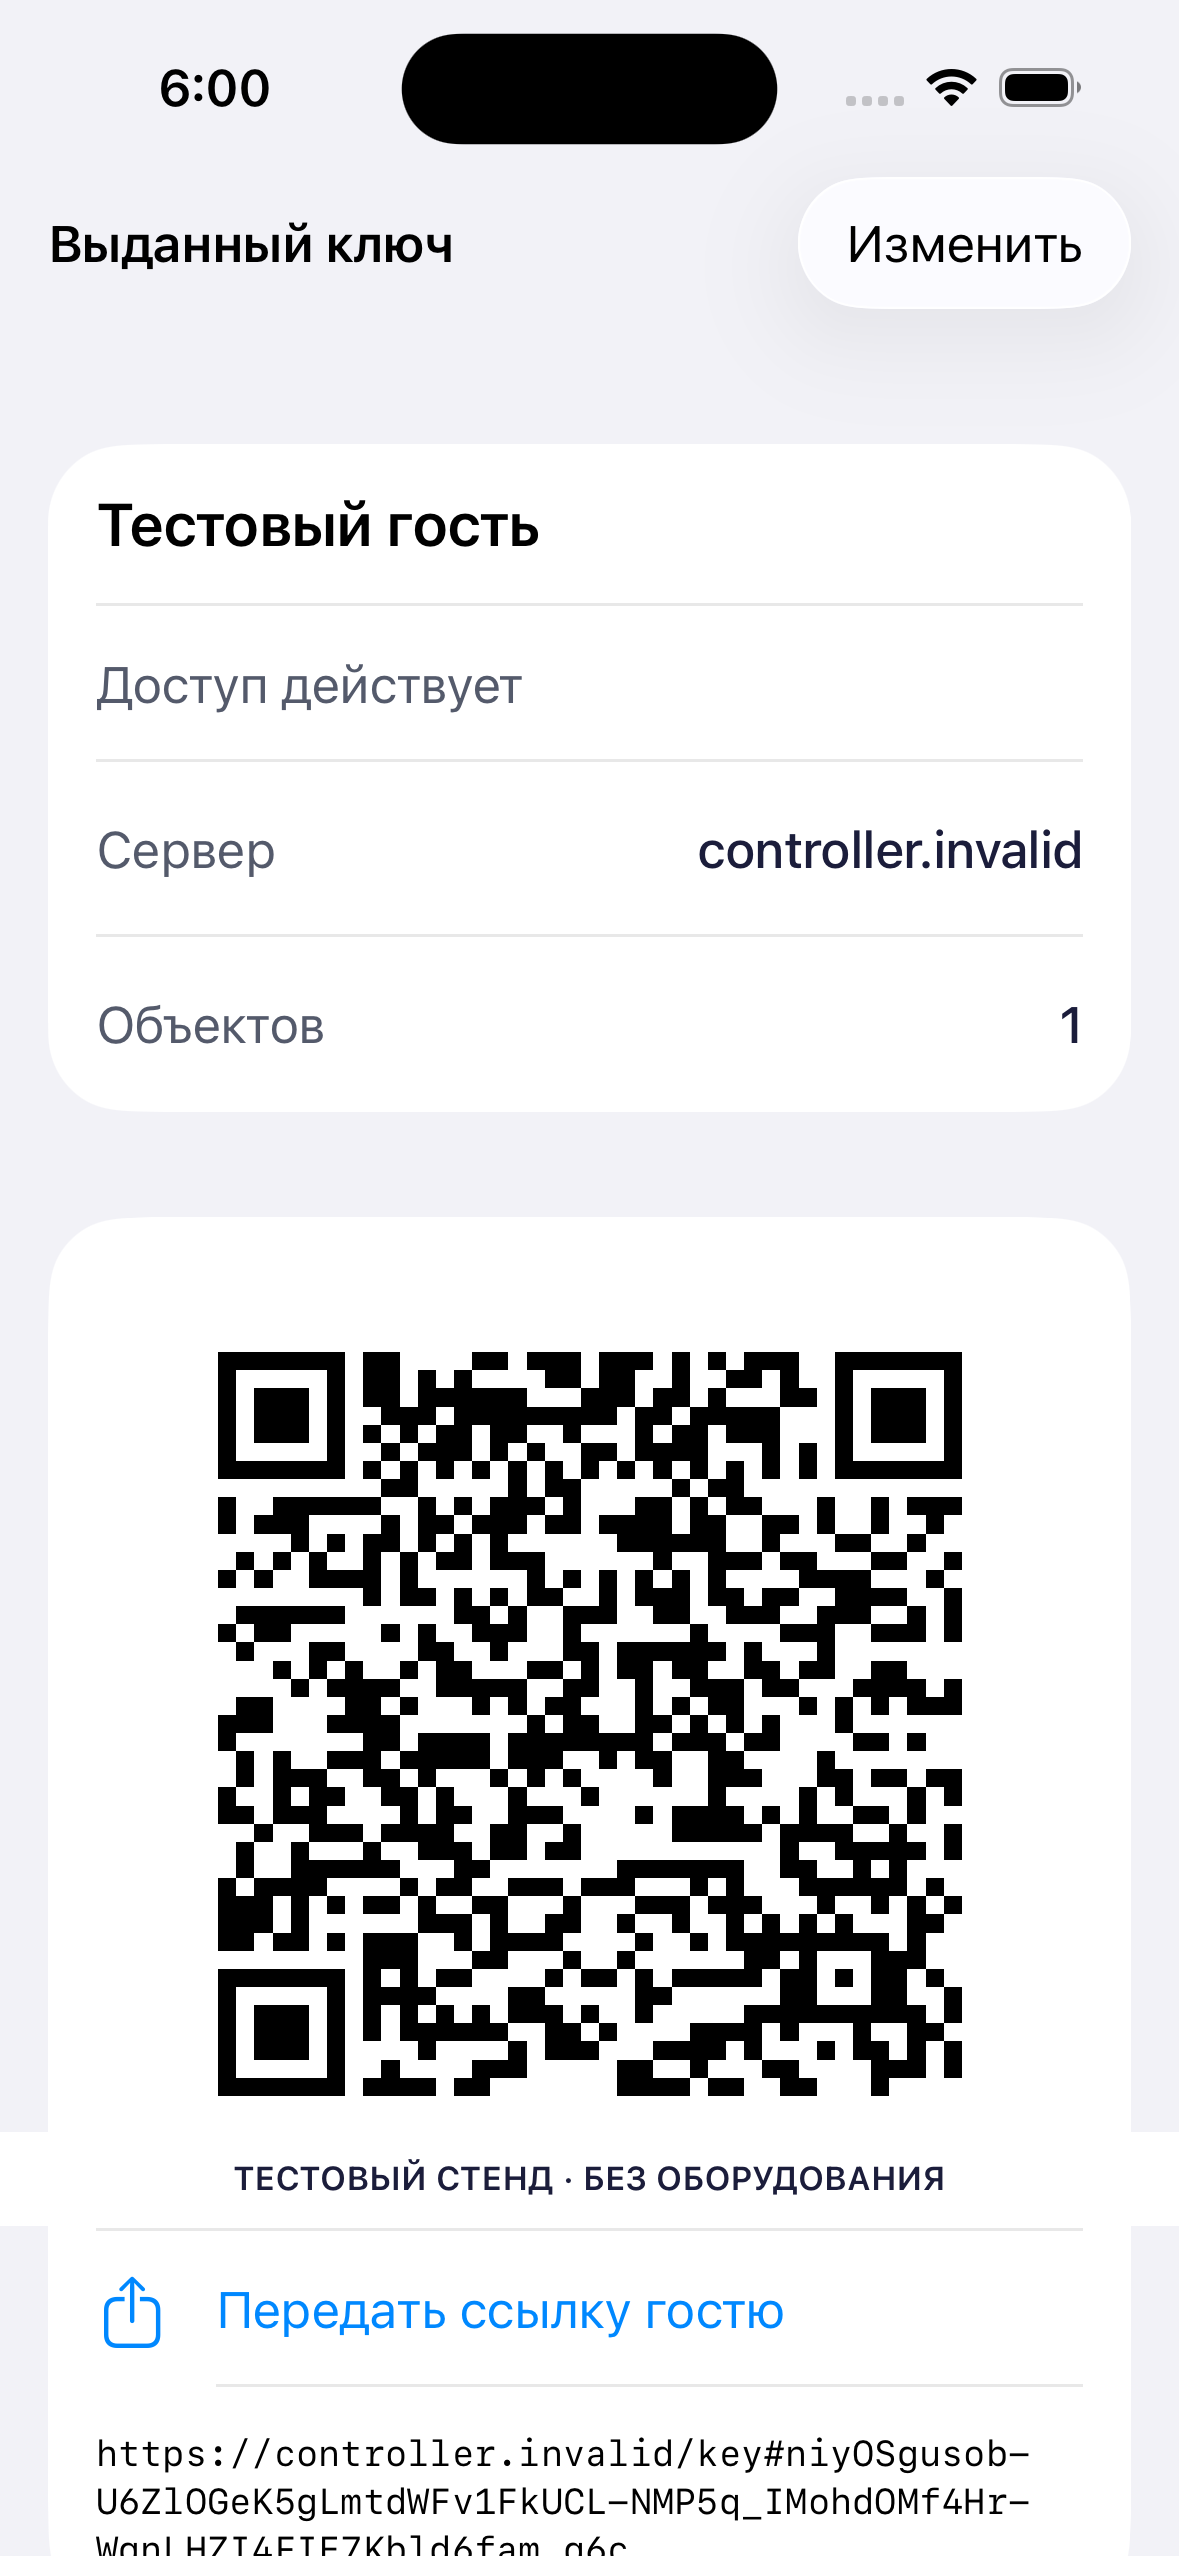 6:00
Выданный ключ
Изменить
Тестовый гость
Доступ действует
Сервер controller.invalid
Объектов 1
ТЕСТОВЫЙ СТЕНД · БЕЗ ОБОРУДОВАНИЯ
Передать ссылку гостю
https://controller.invalid/key#niyOSgusob-
U6ZlOGeK5gLmtdWFv1FkUCL-NMP5q_IMohdOMf4Hr-